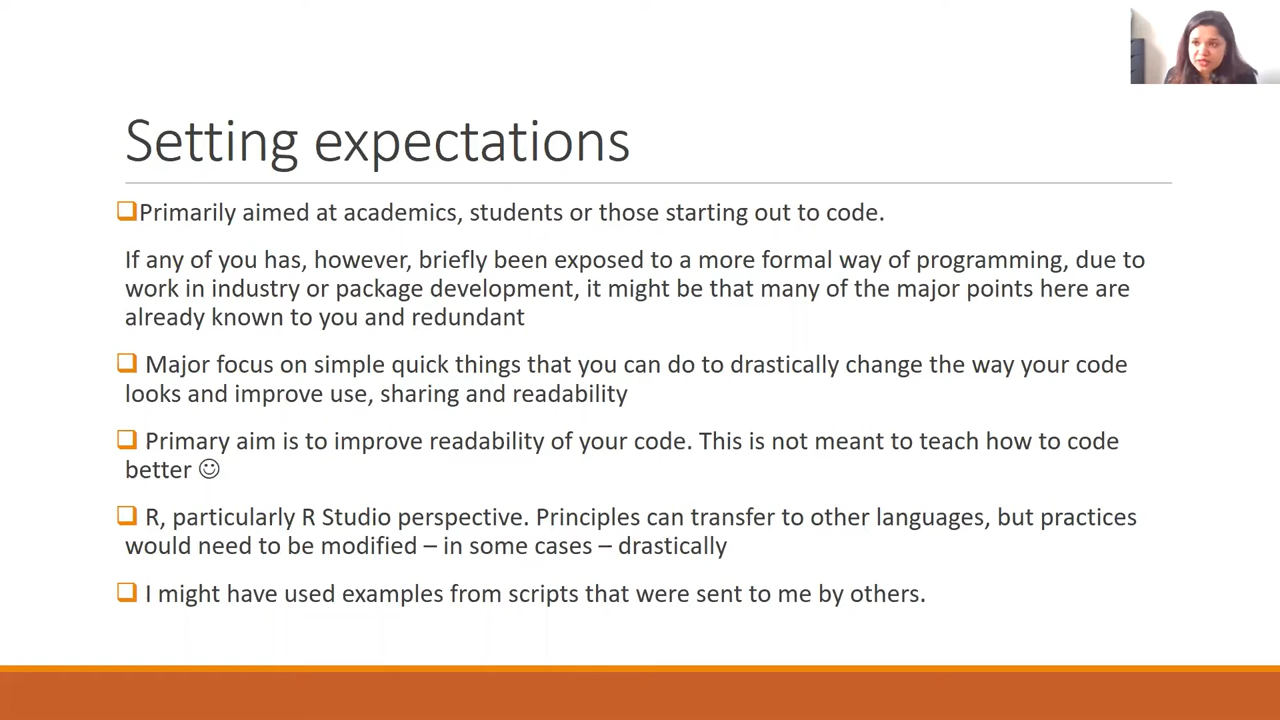 Setting expectations
Primarily aimed at academics, students or those starting out to code.
If any of you has, however, briefly been exposed to a more formal way of programming, due to
work in industry or package development, it might be that many of the major points here are
already known to you and redundant
Major focus on simple quick things that you can do to drastically change the way your code
looks and improve use, sharing and readability
Primary aim is to improve readability of your code. This is not meant to teach how to code
better ☺
R, particularly R Studio perspective. Principles can transfer to other languages, but practices
would need to be modified – in some cases – drastically
I might have used examples from scripts that were sent to me by others.